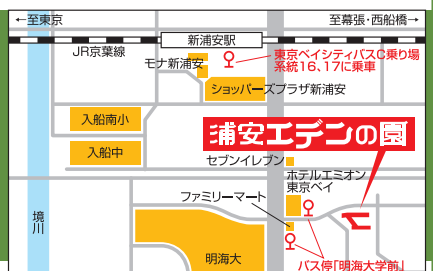 ←至東京
至幕張・西船橋→
新浦安駅
JR京葉線
モナ新浦安
東京ベイシティバスC乗り場
系統16、17に乗車
ショッパーズプラザ新浦安
入船南小
入船中
浦安エデンの園
セブンイレブン
ホテルエミオン
東京ベイ
ファミリーマート
境川
明海大
バス停「明海大学前」